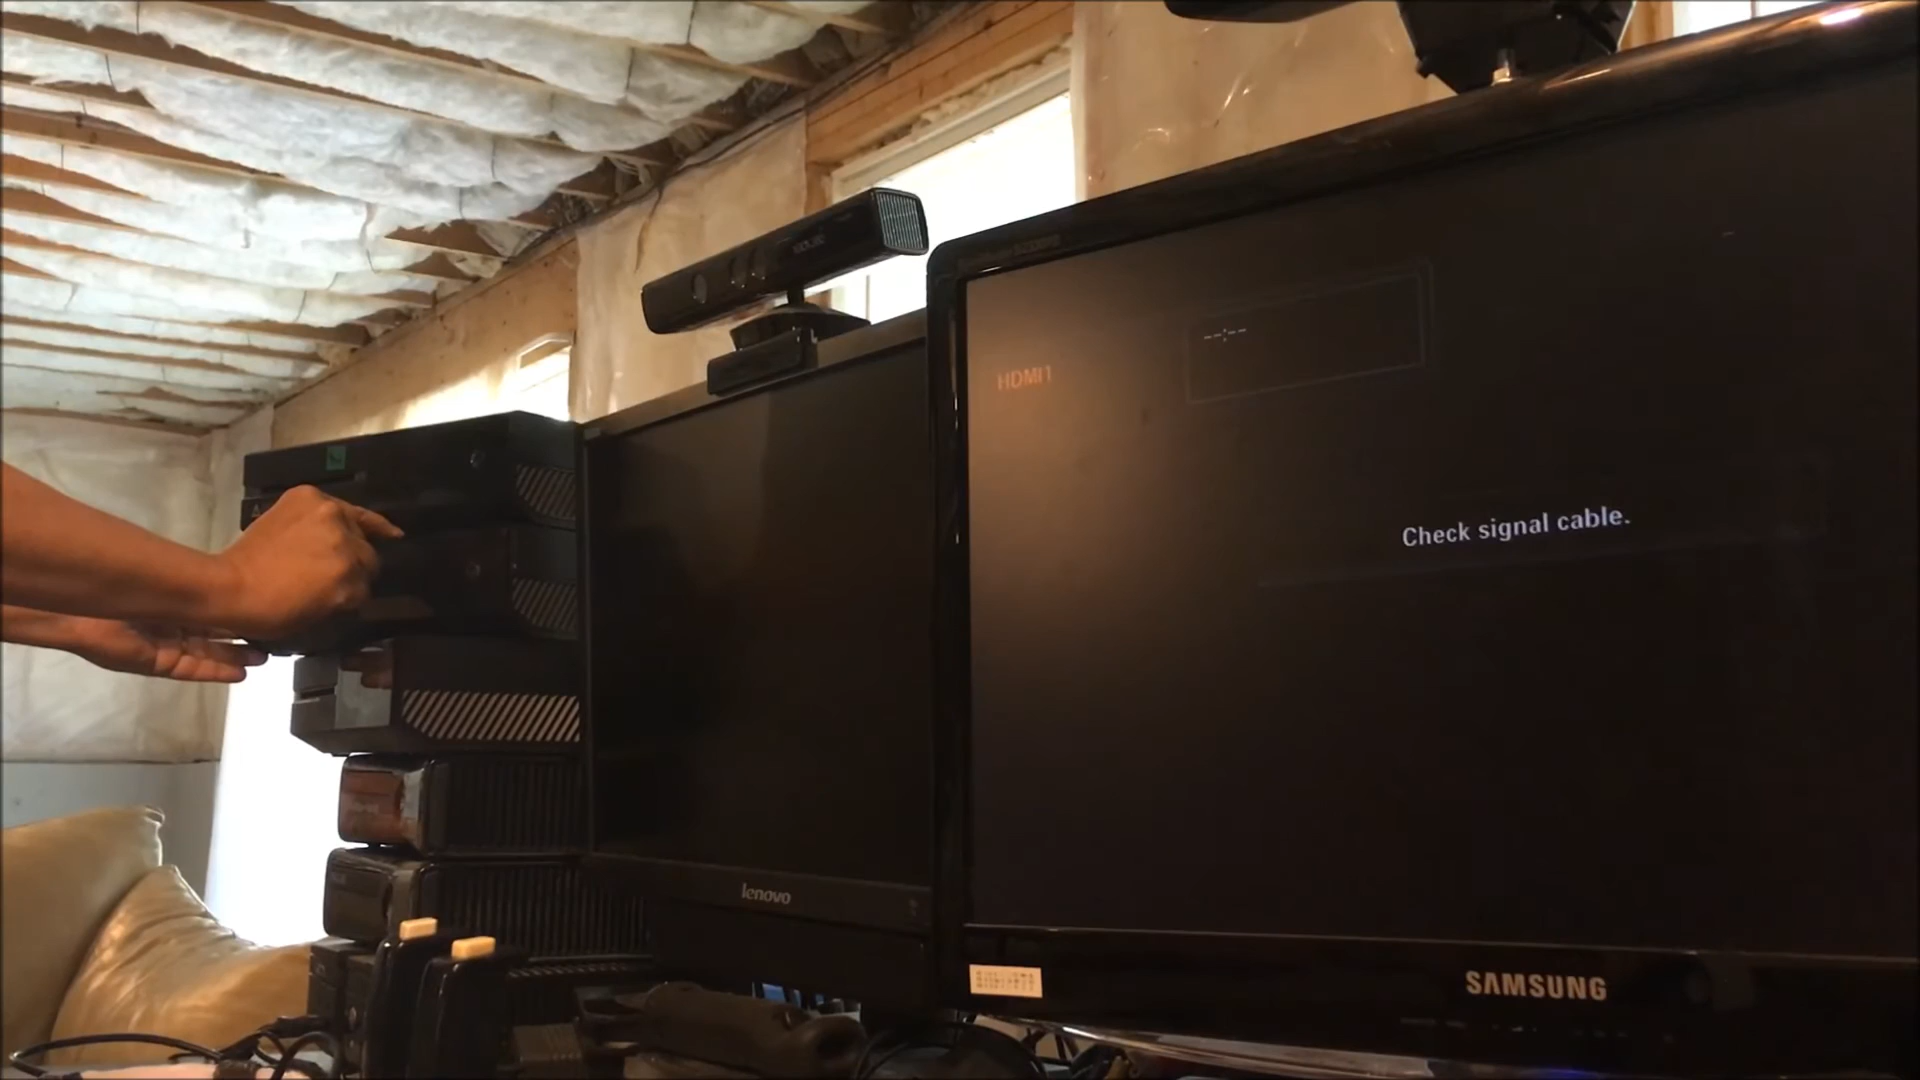 HDMI1
--:--
Check signal cable.
lenovo
SAMSUNG